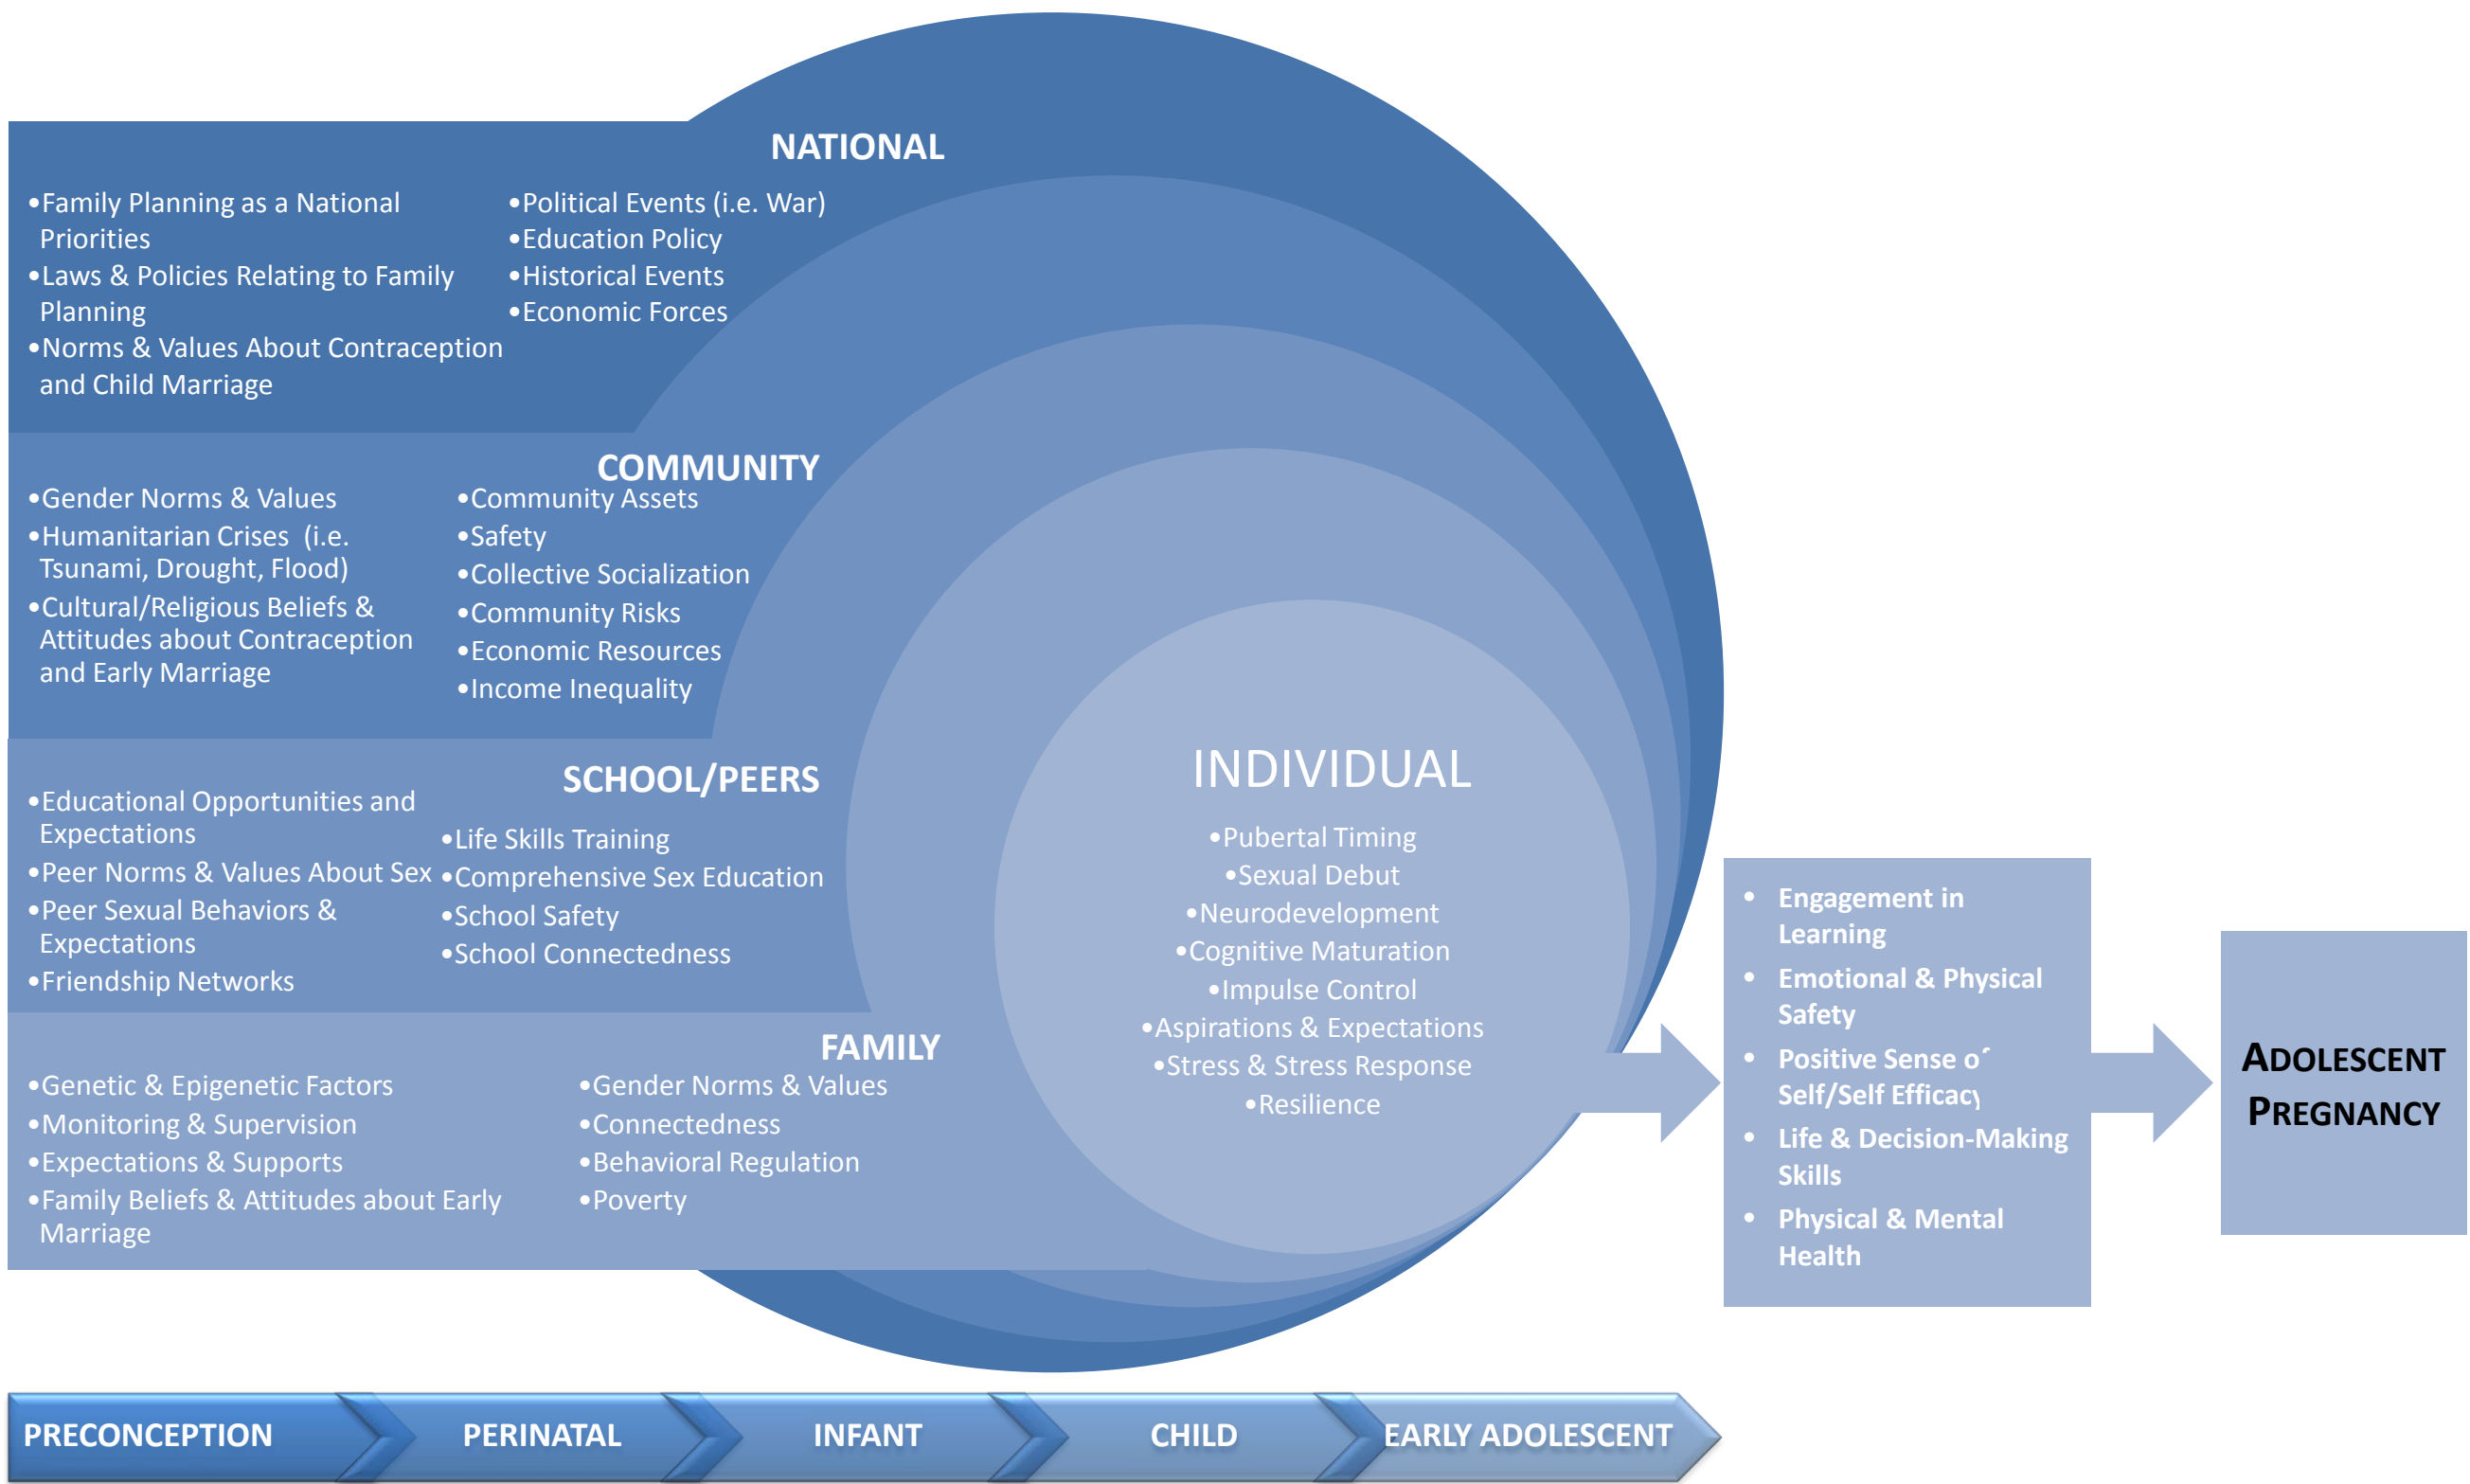 NATIONAL
•Family Planning as a National
Priorities
•Laws & Policies Relating to Family
Planning
•Norms & Values About Contraception
and Child Marriage
•Political Events (i.e. War)
•Education Policy
•Historical Events
•Economic Forces
COMMUNITY
•Gender Norms & Values
•Humanitarian Crises (i.e.
Tsunami, Drought, Flood)
•Cultural/Religious Beliefs &
Attitudes about Contraception
and Early Marriage
•Community Assets
•Safety
•Collective Socialization
•Community Risks
•Economic Resources
•Income Inequality
SCHOOL/PEERS
•Educational Opportunities and
Expectations
•Peer Norms & Values About Sex
•Peer Sexual Behaviors &
Expectations
•Friendship Networks
•Life Skills Training
•Comprehensive Sex Education
•School Safety
•School Connectedness
FAMILY
•Genetic & Epigenetic Factors
•Monitoring & Supervision
•Expectations & Supports
•Family Beliefs & Attitudes about Early
Marriage
•Gender Norms & Values
•Connectedness
•Behavioral Regulation
•Poverty
INDIVIDUAL
•Pubertal Timing
•Sexual Debut
•Neurodevelopment
•Cognitive Maturation
•Impulse Control
•Aspirations & Expectations
•Stress & Stress Response
•Resilience
• Engagement in
Learning
• Emotional & Physical
Safety
• Positive Sense of
Self/Self Efficacy
• Life & Decision-Making
Skills
• Physical & Mental
Health
ADOLESCENT
PREGNANCY
PRECONCEPTION
PERINATAL
INFANT
CHILD
EARLY ADOLESCENT